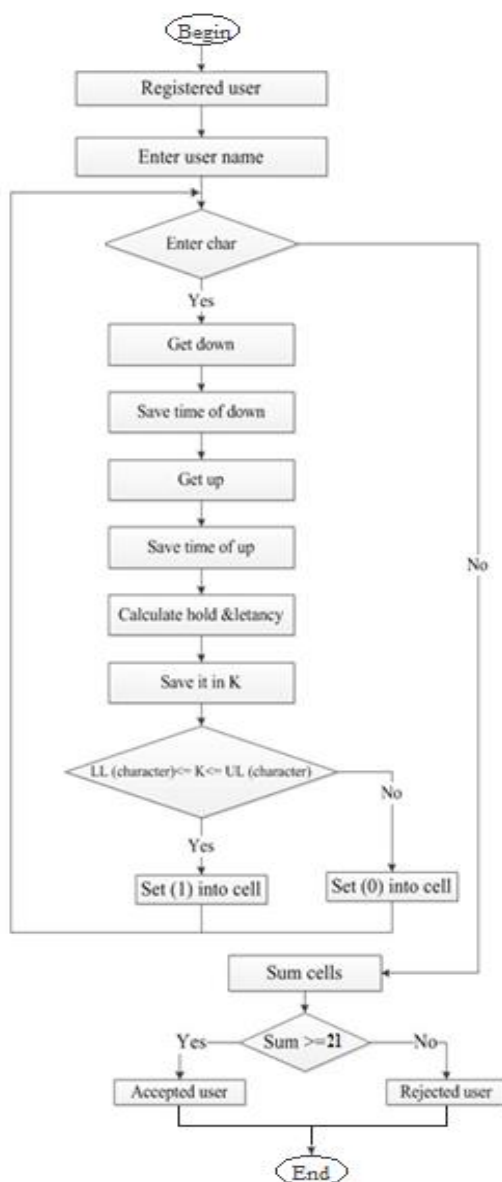 Begin
Registered user
Enter user name
Enter char
Yes
Get down
Save time of down
Get up
Save time of up
No
Calculate hold &letancy
Save it in K
LL (character)<= K<= UL (character)
No
Yes
Set (1) into cell
Set (0) into cell
Sum cells
Yes
Sum >=21
No
Accepted user
Rejected user
End